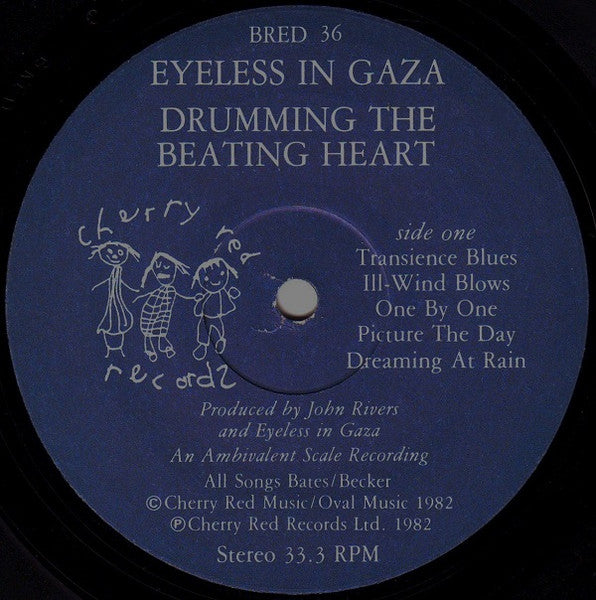 BRED 36
EYELESS IN GAZA
DRUMMING THE
BEATING HEART
cherry red
records
side one
Transience Blues
Ill-Wind Blows
One By One
Picture The Day
Dreaming At Rain
Produced by John Rivers
and Eyeless in Gaza
An Ambivalent Scale Recording
All Songs Bates/Becker
©Cherry Red Music/Oval Music 1982
℗Cherry Red Records Ltd. 1982
Stereo 33.3 RPM